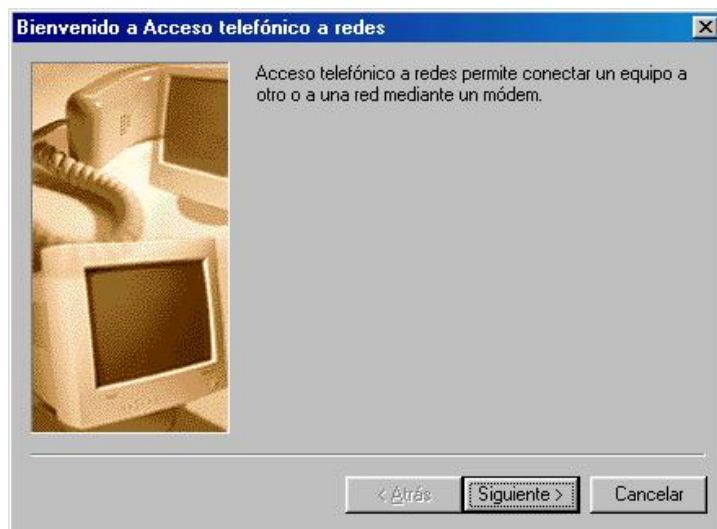 Bienvenido a Acceso telefónico a redes
Acceso telefónico a redes permite conectar un equipo a
otro o a una red mediante un módem.
< Atrás
Siguiente >
Cancelar